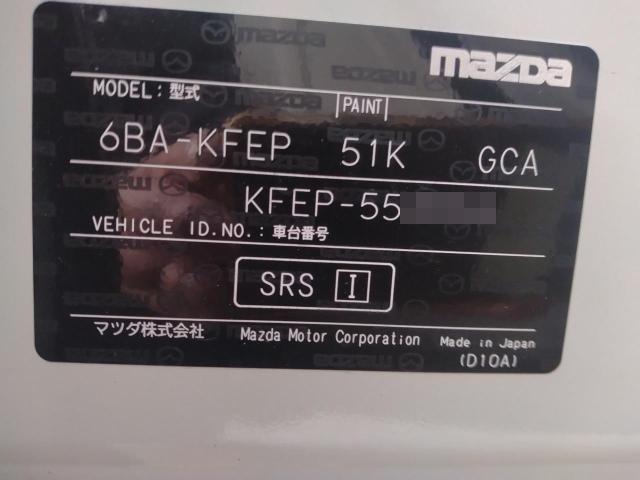 mazda
MODEL：型式 PAINT
6BA-KFEP 51K GCA
KFEP-55
VEHICLE ID.NO.：車台番号
SRS I
マツダ株式会社 Mazda Motor Corporation Made in Japan
(D10A)